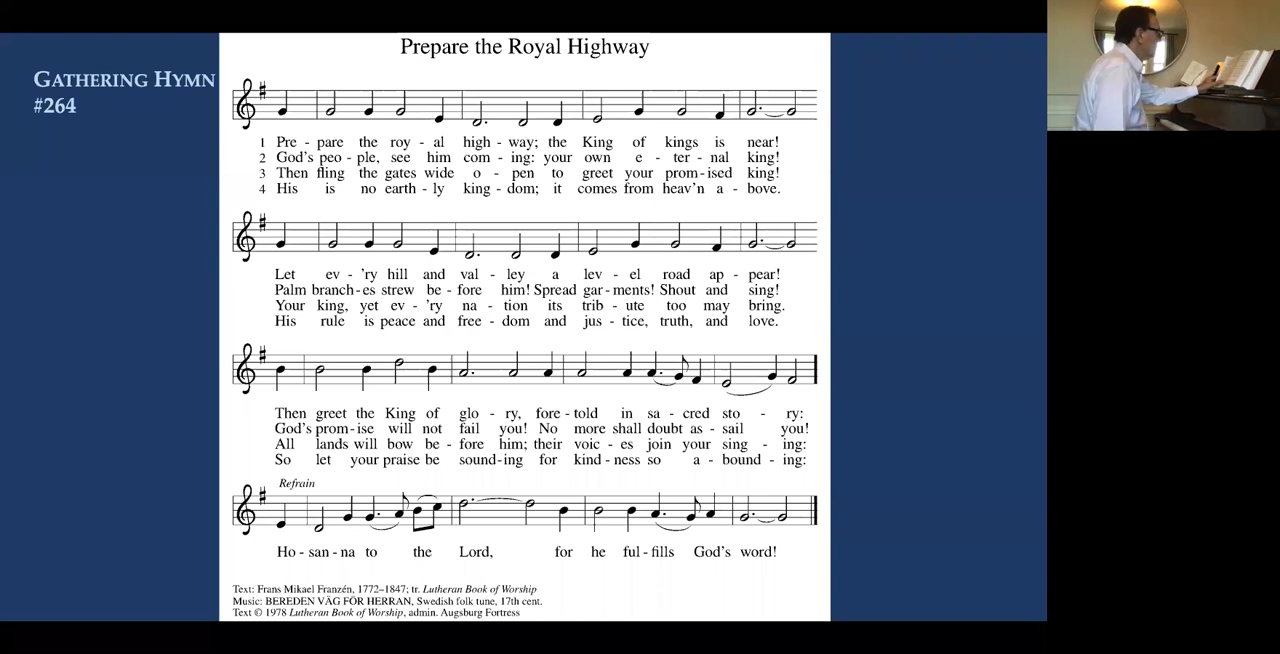 Prepare the Royal Highway
GATHERING HYMN
#264
1 Pre - pare the roy - al high - way; the King of kings is near!
2 God's peo - ple, see him com - ing: your own e - ter - nal king!
3 Then fling the gates wide o - pen to greet your prom - ised king!
4 His is no earth - ly king - dom; it comes from heav'n a - bove.
Let ev - 'ry hill and val - ley a lev - el road ap - pear!
Palm branch - es strew be - fore him! Spread gar - ments! Shout and sing!
Your king, yet ev - 'ry na - tion its trib - ute too may bring.
His rule is peace and free - dom and jus - tice, truth, and love.
Then greet the King of glo - ry, fore - told in sa - cred sto - ry:
God's prom - ise will not fail you! No more shall doubt as - sail you!
All lands will bow be - fore him; their voic - es join your sing - ing:
So let your praise be sound - ing for kind - ness so a - bound - ing:
Refrain
Ho - san - na to the Lord, for he ful - fills God's word!
Text: Frans Mikael Franzén, 1772–1847; tr. Lutheran Book of Worship
Music: BEREDEN VÄG FÖR HERRAN, Swedish folk tune, 17th cent.
Text © 1978 Lutheran Book of Worship, admin. Augsburg Fortress